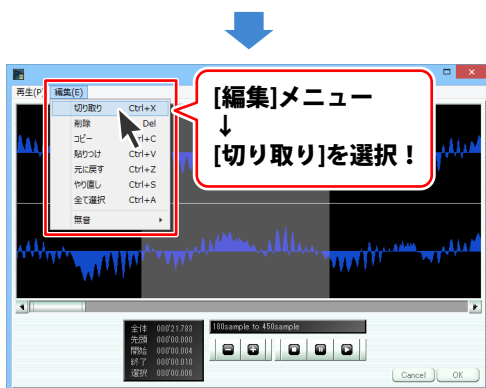 再生(P)
編集(E)
[編集]メニュー
↓
[切り取り]を選択！
切り取り Ctrl+X
削除 Del
コピー Ctrl+C
貼りつけ Ctrl+V
元に戻す Ctrl+Z
やり直し Ctrl+S
全て選択 Ctrl+A
無音
全体 000'21.783
先頭 000'00.000
開始 000'00.004
終了 000'00.010
選択 000'00.006
180sample to 450sample
Cancel
OK